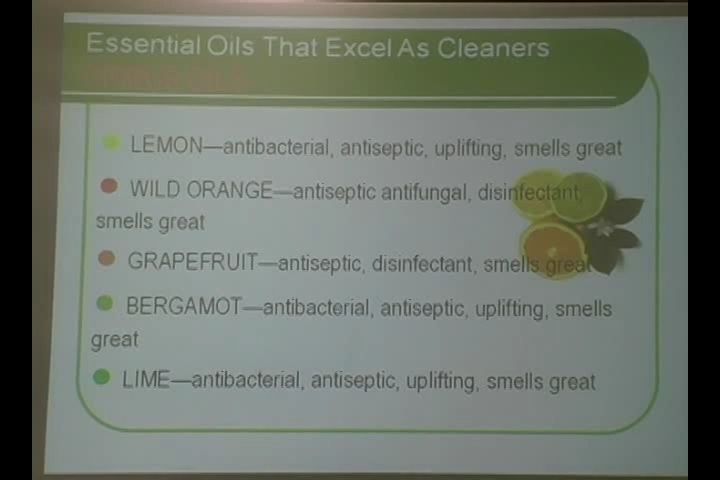 Essential Oils That Excel As Cleaners
LEMON—antibacterial, antiseptic, uplifting, smells great
WILD ORANGE—antiseptic antifungal, disinfectant,
smells great
GRAPEFRUIT—antiseptic, disinfectant, smells great
BERGAMOT—antibacterial, antiseptic, uplifting, smells
great
LIME—antibacterial, antiseptic, uplifting, smells great